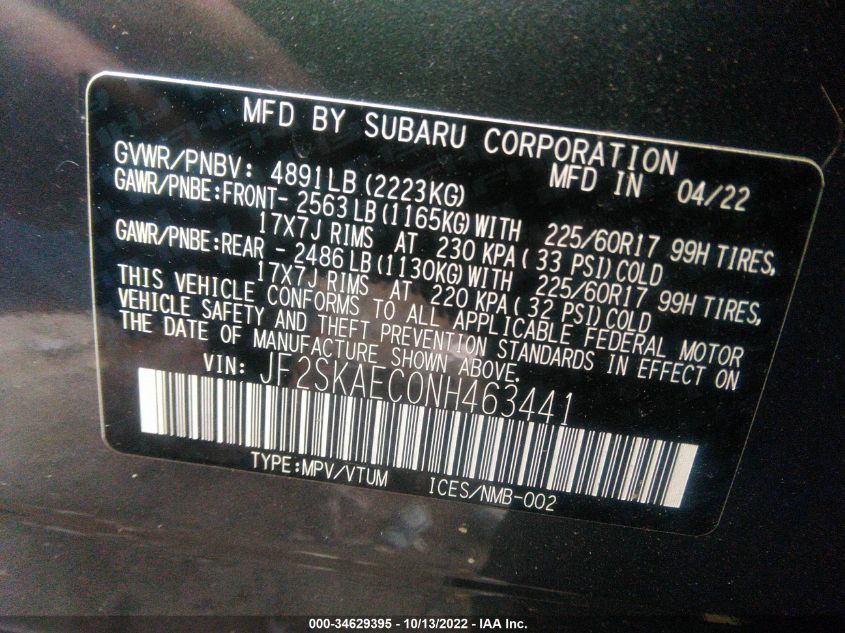 MFD BY SUBARU CORPORATION
GVWR/PNBV: 4891LB(2223KG) MFD IN 04/22
GAWR/PNBE:FRONT- 2563LB(1165KG)WITH 225/60R17 99H TIRES,
17X7J RIMS AT 230 KPA( 33 PSI)COLD
GAWR/PNBE:REAR - 2486LB(1130KG)WITH 225/60R17 99H TIRES,
17X7J RIMS AT 220 KPA( 32 PSI)COLD
THIS VEHICLE CONFORMS TO ALL APPLICABLE FEDERAL MOTOR
VEHICLE SAFETY AND THEFT PREVENTION STANDARDS IN EFFECT ON
THE DATE OF MANUFACTURE SHOWN ABOVE.
VIN: JF2SKAEC0NH463441
TYPE:MPV/VTUM ICES/NMB-002
000-34629395 - 10/13/2022 - IAA Inc.